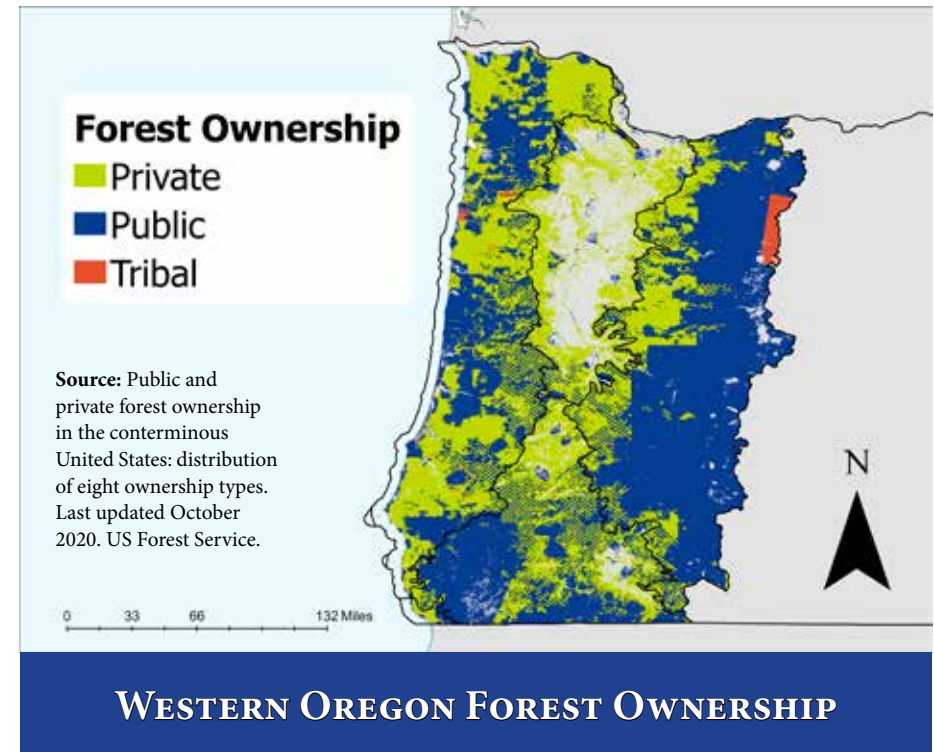 Forest Ownership
Private
Public
Tribal
Source: Public and
private forest ownership
in the conterminous
United States: distribution
of eight ownership types.
Last updated October
2020. US Forest Service.
N
0 33 66 132 Miles
Western Oregon Forest Ownership